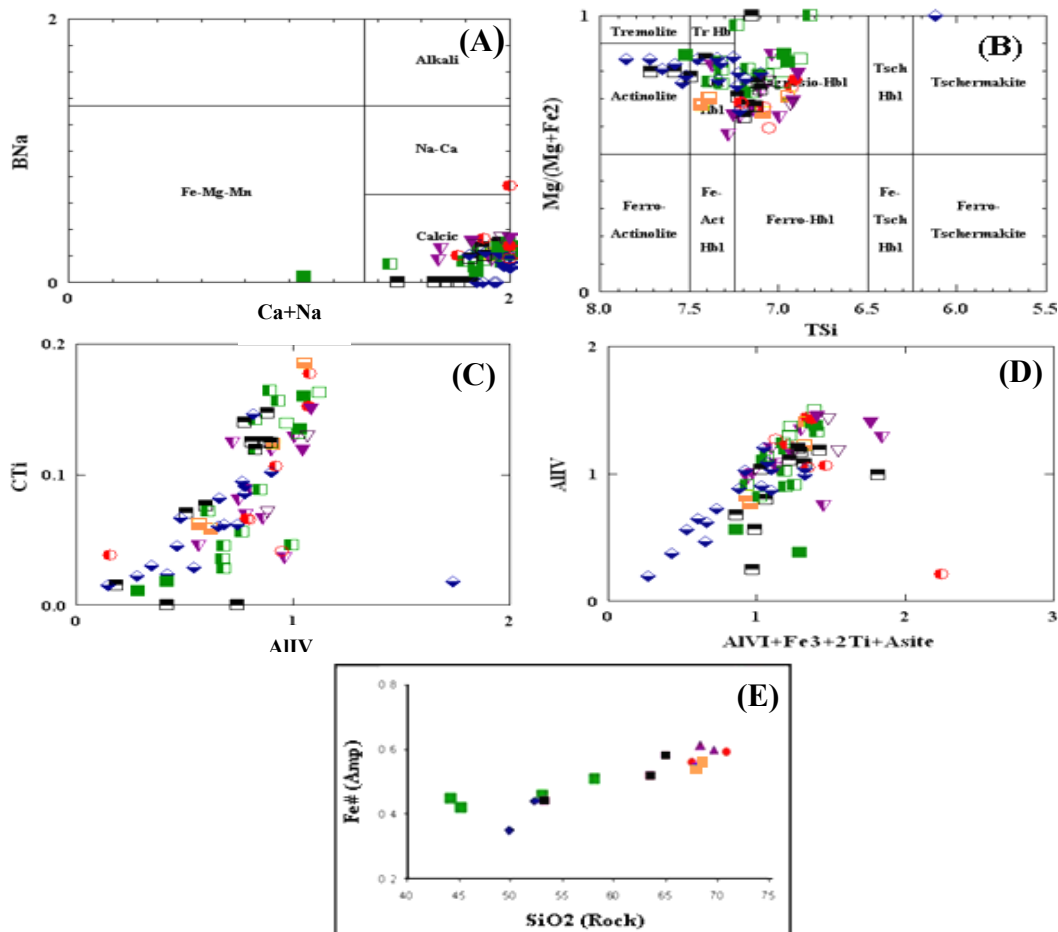 (A)
2
Alkali
Na-Ca
Fe-Mg-Mn
Calcic
BNa
0
0
2
Ca+Na
(B)
1
Tremolite
Tr Hb
Actinolite
Hbl
Tsch
Hbl
Tschermakite
Mg/(Mg+Fe2)
Ferro-
Actinolite
Fe-
Act
Hbl
Ferro-Hbl
Fe-
Tsch
Hbl
Ferro-
Tschermakite
0
8.0
7.5
7.0
6.5
6.0
5.5
TSi
(C)
0.2
0.1
0.0
CTi
1
2
AlIV
(D)
2
1
0
AlIV
0
1
2
3
AlVI+Fe3+2Ti+Asite
(E)
0 8
0 6
0 4
0 2
Fe# (Amp)
40
45
50
55
60
65
70
75
SiO2 (Rock)